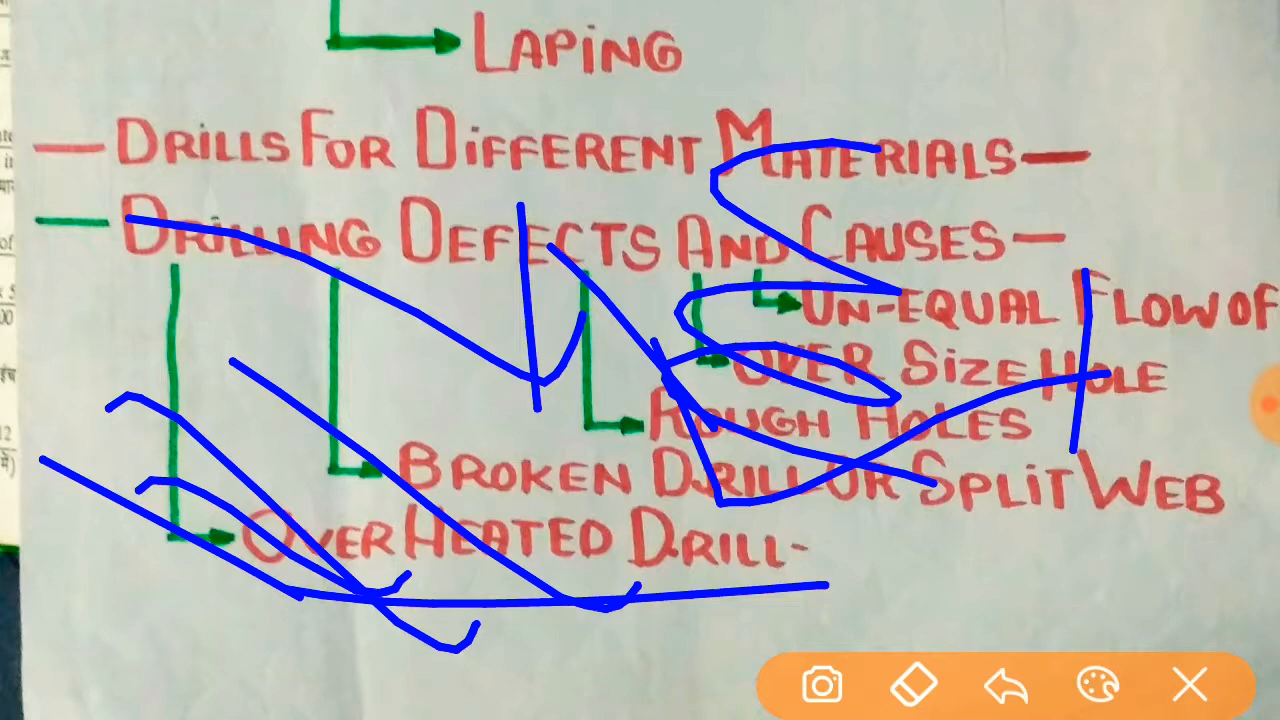 LAPiNG
— DRiLLS FOR DiFFERENT MATERIALS —
— DRiLLiNG DEFECTS AND CAUSES —
UN-EQUAL FLOW OF
OVER SiZE HOLE
ROUGH HOLES
BROKEN DRILL OR SPLiT WEB
OVER HEATED DRiLL-